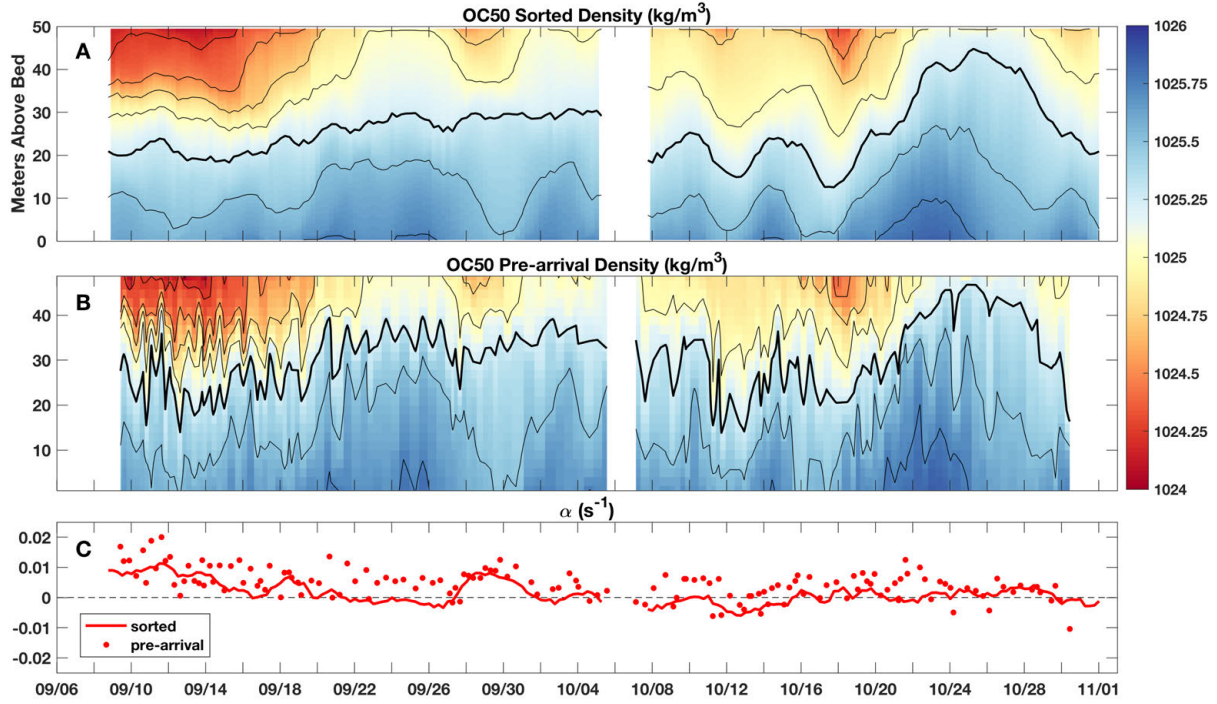 OC50 Sorted Density (kg/m³)
A
Meters Above Bed
50
40
30
20
10
0
OC50 Pre-arrival Density (kg/m³)
B
40
30
20
10
1026
1025.75
1025.5
1025.25
1025
1024.75
1024.5
1024.25
1024
α (s⁻¹)
C
0.02
0.01
0
-0.01
-0.02
sorted
pre-arrival
09/06 09/10 09/14 09/18 09/22 09/26 09/30 10/04 10/08 10/12 10/16 10/20 10/24 10/28 11/01